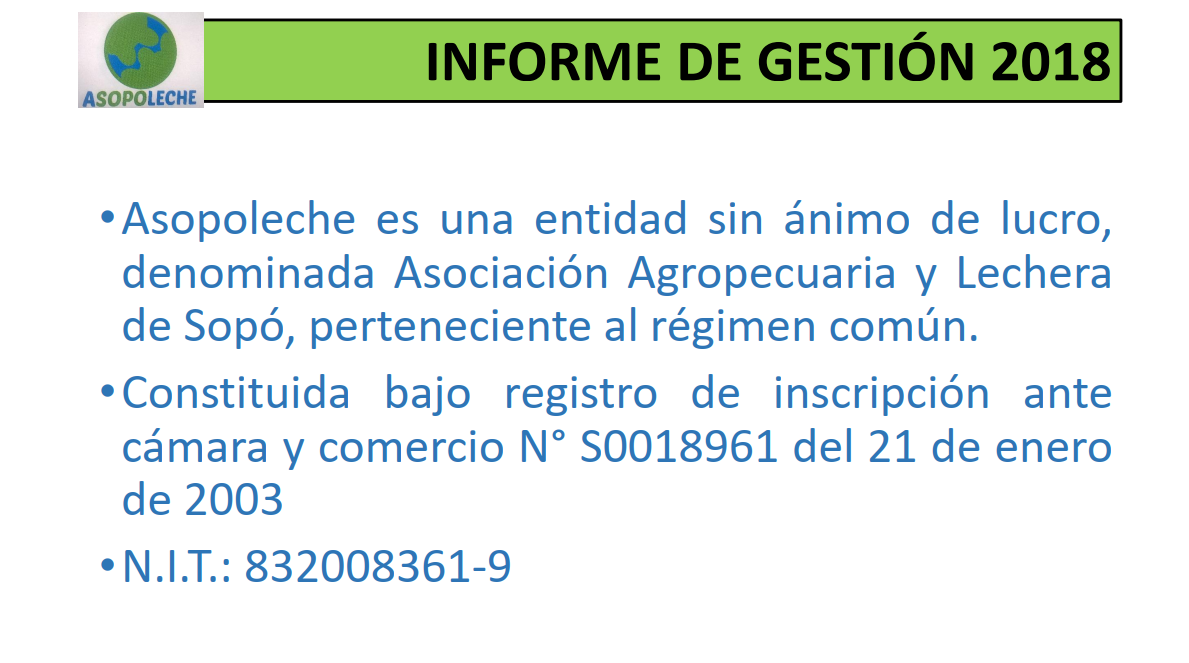 ASOPOLECHE
INFORME DE GESTIÓN 2018
•Asopoleche es una entidad sin ánimo de lucro,
denominada Asociación Agropecuaria y Lechera
de Sopó, perteneciente al régimen común.
•Constituida bajo registro de inscripción ante
cámara y comercio N° S0018961 del 21 de enero
de 2003
•N.I.T.: 832008361-9